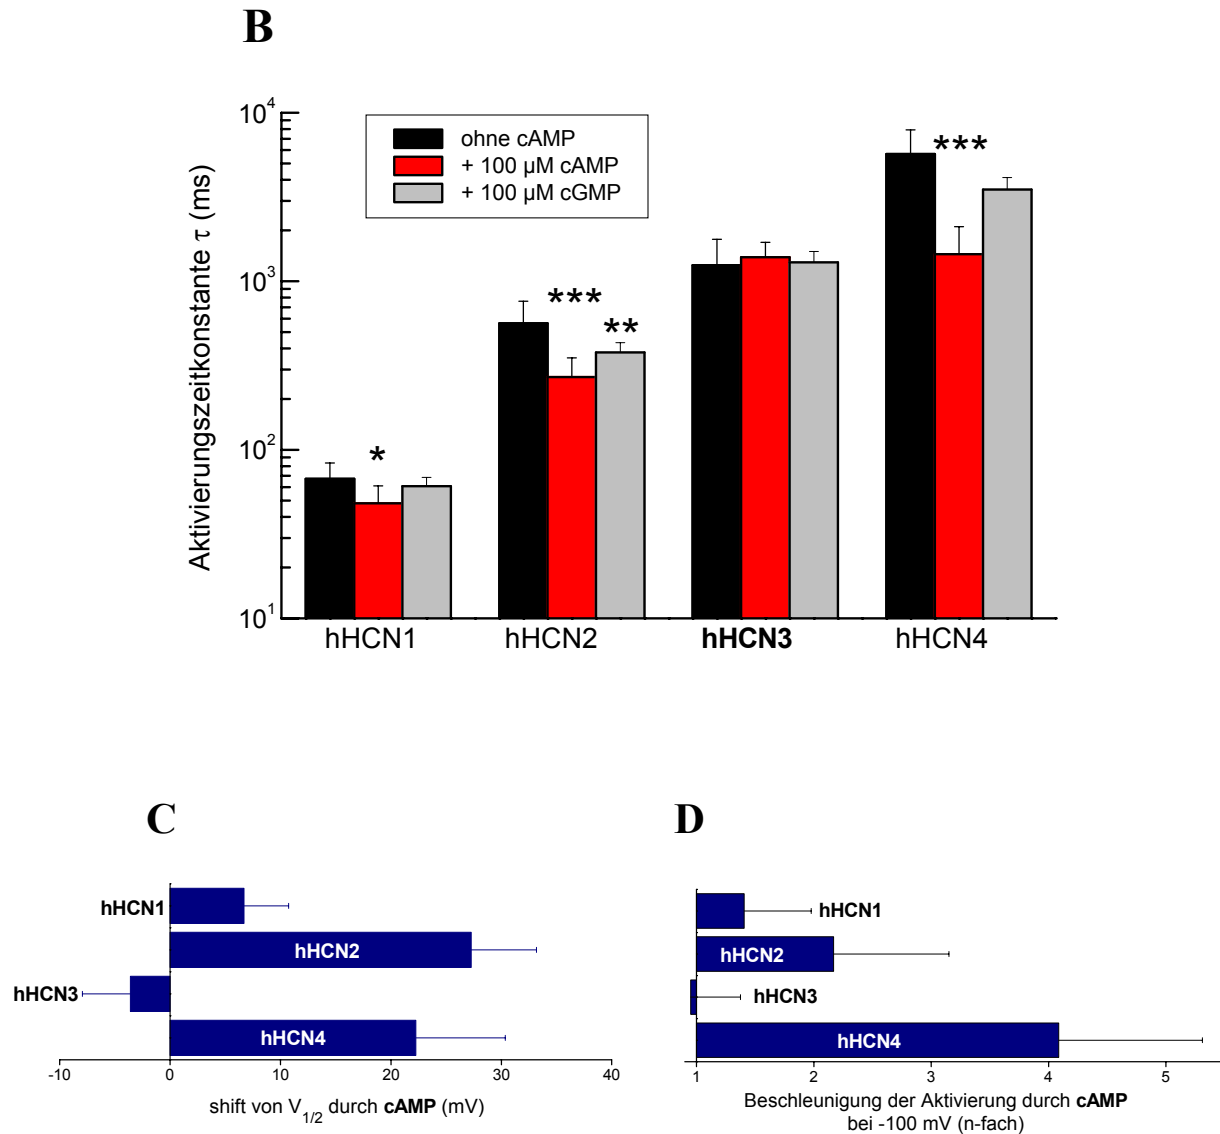 B
10^4
10^3
10^2
10^1
Aktivierungszeitkonstante τ (ms)
ohne cAMP
+ 100 µM cAMP
+ 100 µM cGMP
*
***
**
***
hHCN1
hHCN2
hHCN3
hHCN4
C
hHCN1
hHCN2
hHCN3
hHCN4
-10 0 10 20 30 40
shift von V_1/2 durch cAMP (mV)
D
hHCN1
hHCN2
hHCN3
hHCN4
1 2 3 4 5
Beschleunigung der Aktivierung durch cAMP
bei -100 mV (n-fach)